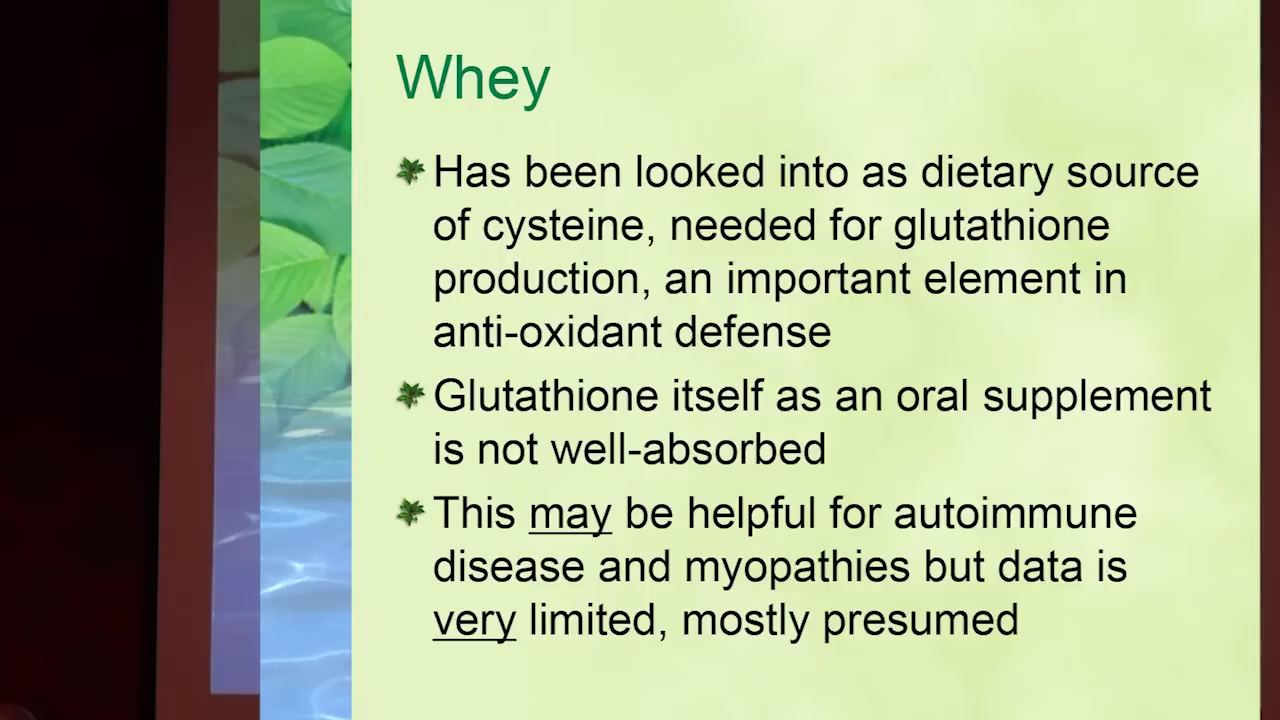 Whey
Has been looked into as dietary source
of cysteine, needed for glutathione
production, an important element in
anti-oxidant defense
Glutathione itself as an oral supplement
is not well-absorbed
This may be helpful for autoimmune
disease and myopathies but data is
very limited, mostly presumed